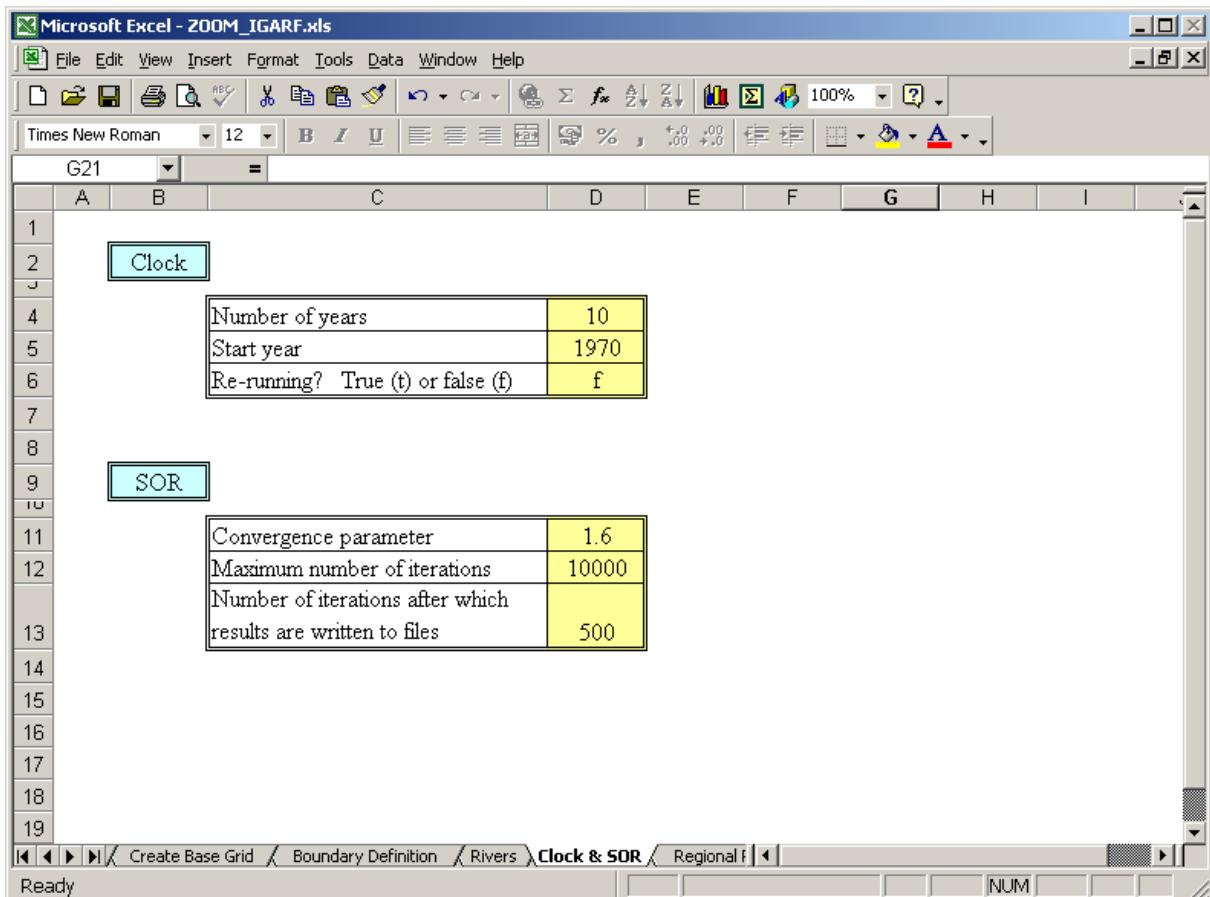 Microsoft Excel - ZOOM_IGARF.xls
File Edit View Insert Format Tools Data Window Help
100%
Times New Roman 12 B I U
G21 =
A B C D E F G H I
1
2 Clock
4 Number of years 10
5 Start year 1970
6 Re-running? True (t) or false (f) f
7
8
9 SOR
11 Convergence parameter 1.6
12 Maximum number of iterations 10000
Number of iterations after which
13 results are written to files 500
14
15
16
17
18
19
Create Base Grid Boundary Definition Rivers Clock & SOR Regional
Ready NUM